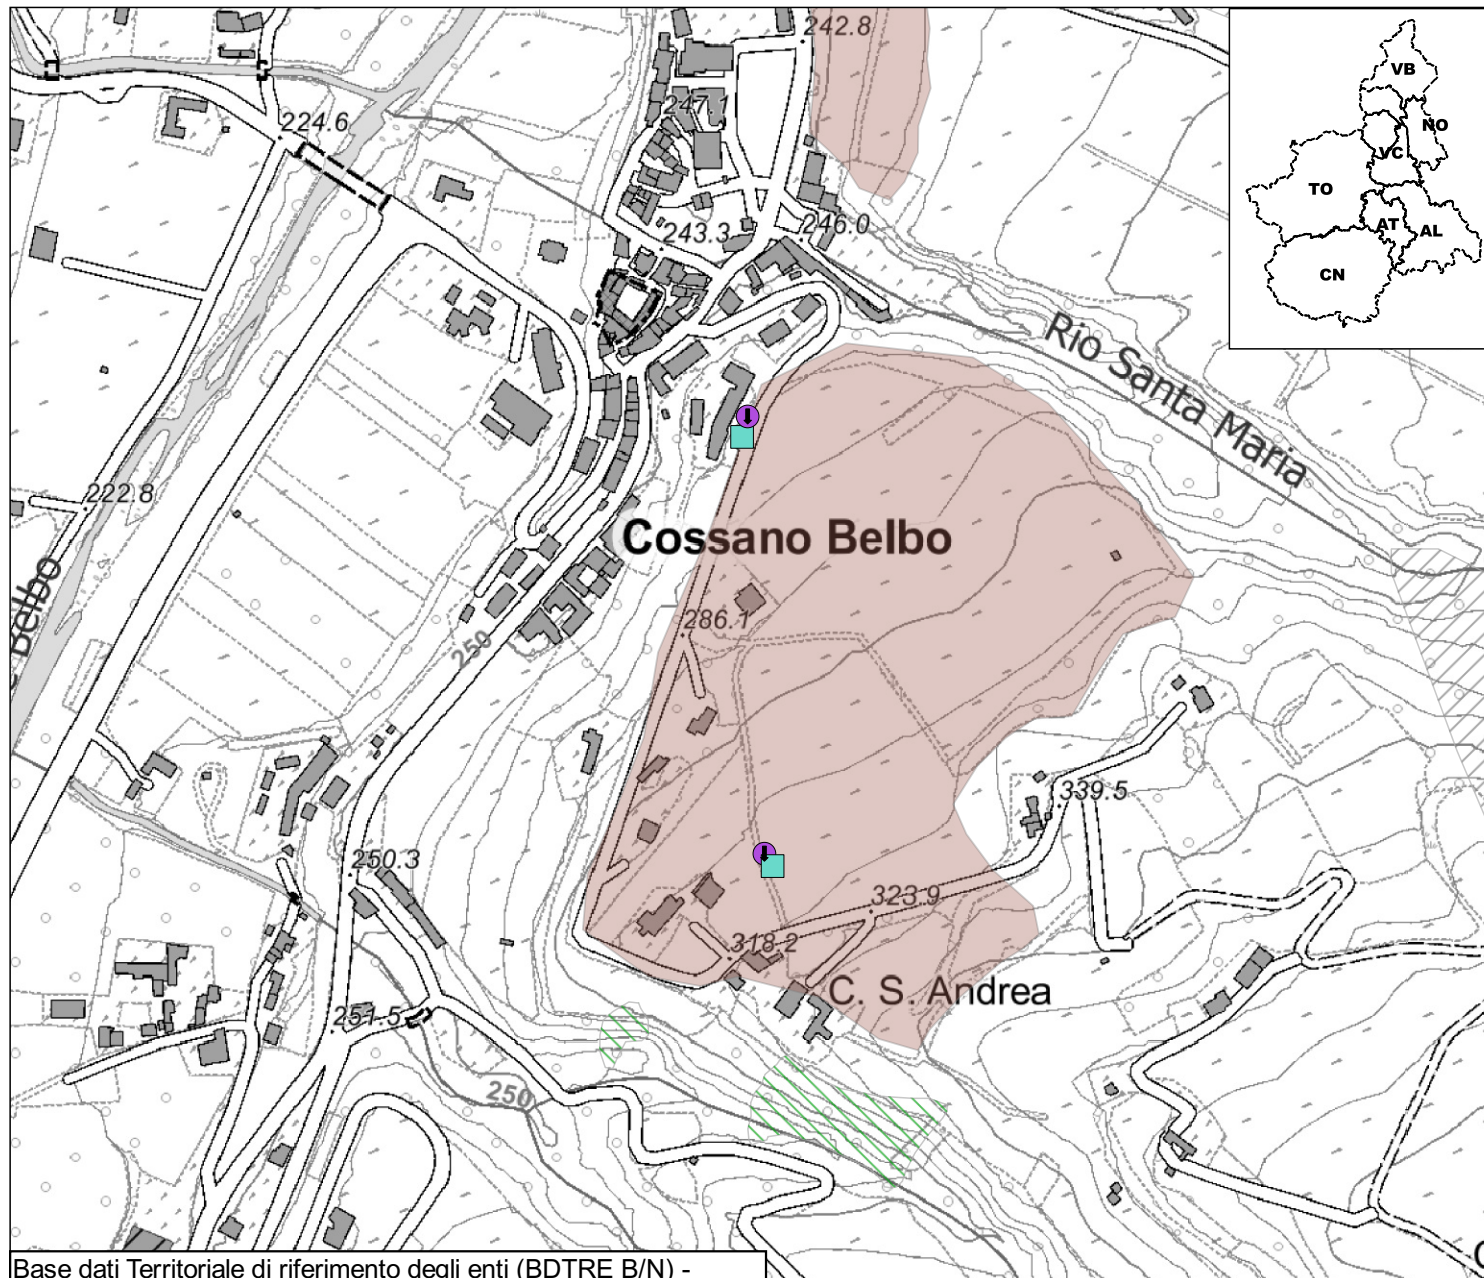 242.8
VB
247.1
NO
224.6
VC
TO
246.0
243.3
AT
AL
CN
Rio Santa Maria
222.8
Cossano Belbo
Belbo
286.1
250
339.5
250.3
323.9
318.2
C. S. Andrea
251.5
250
Base dati Territoriale di riferimento degli enti (BDTRE B/N) -